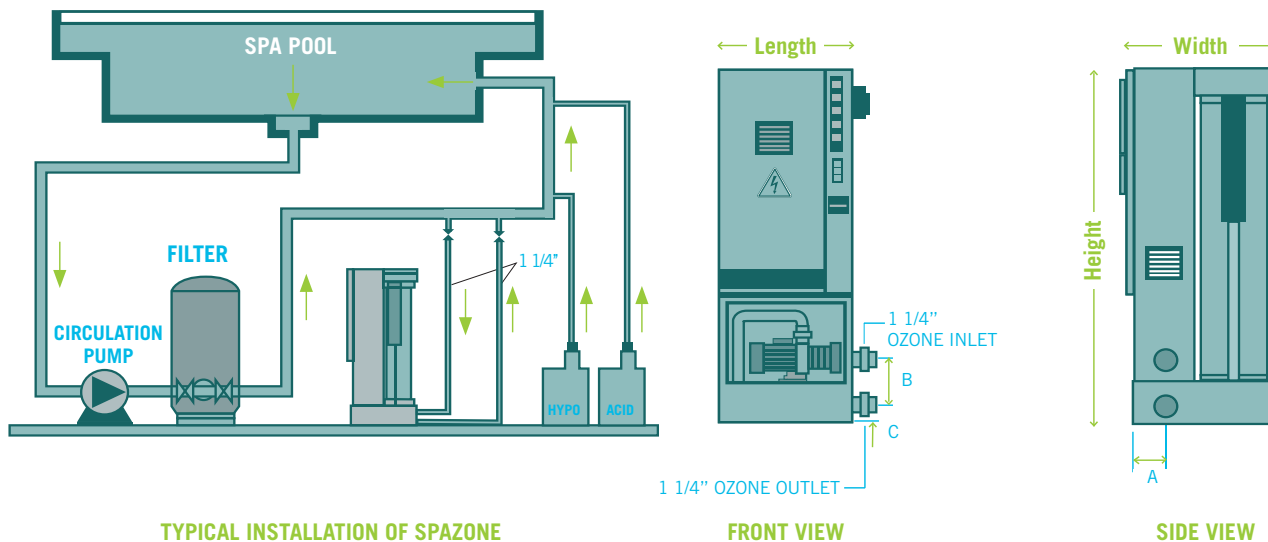 SPA POOL
FILTER
CIRCULATION
PUMP
1 1/4”
HYPO
ACID
TYPICAL INSTALLATION OF SPAZONE
Length
1 1/4’’
OZONE INLET
B
C
1 1/4’’ OZONE OUTLET
FRONT VIEW
Width
Height
A
SIDE VIEW